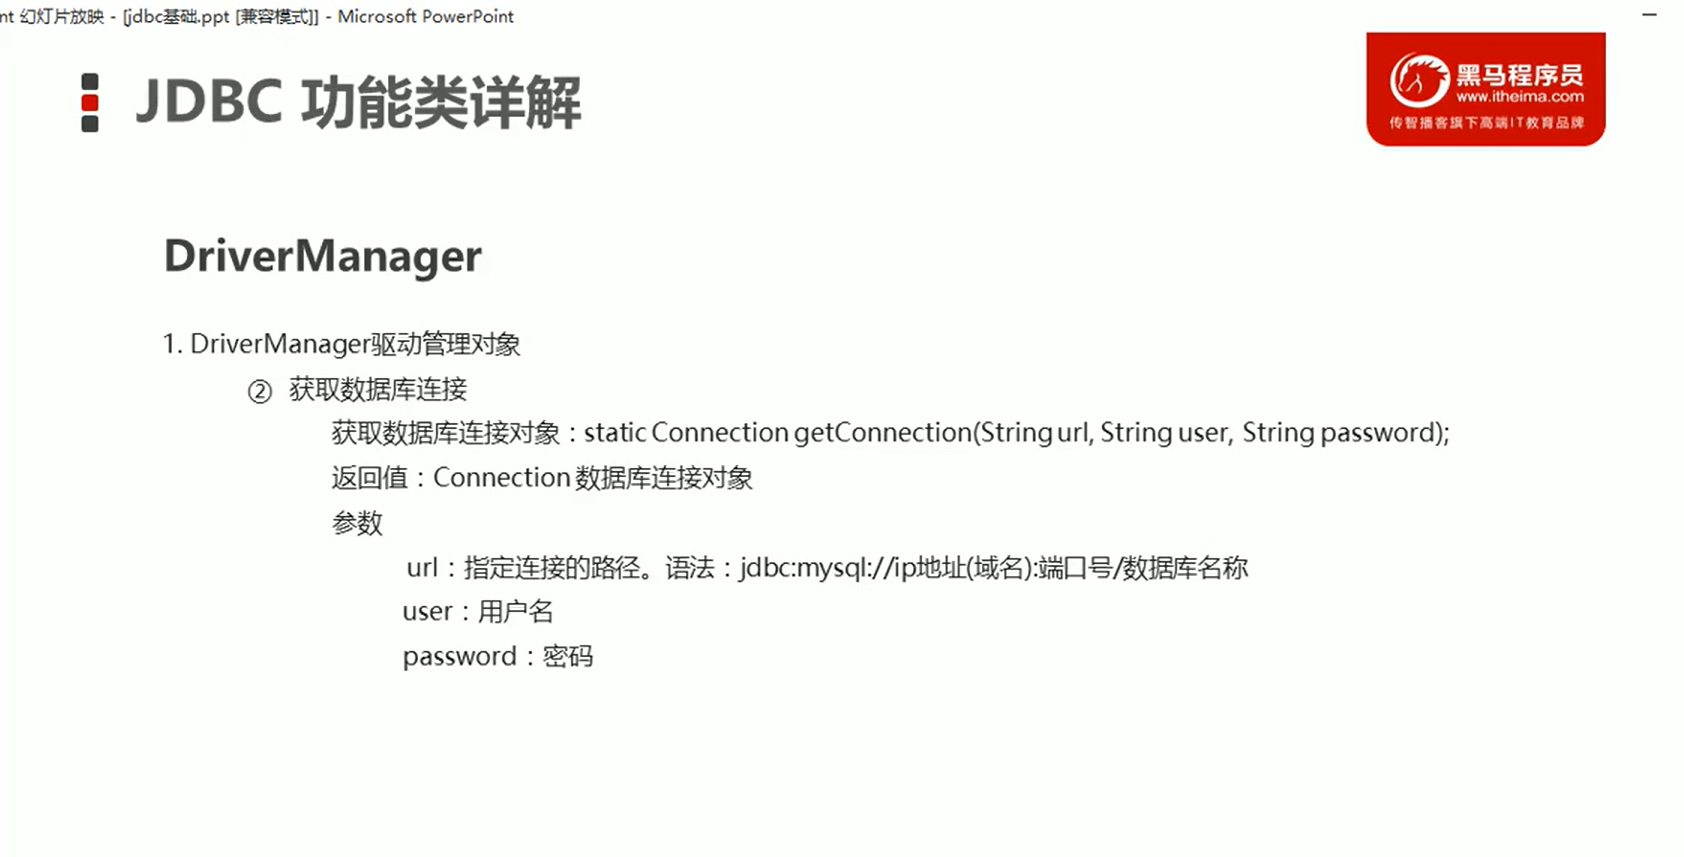 nt 幻灯片放映 - [jdbc基础.ppt [兼容模式]] - Microsoft PowerPoint
JDBC 功能类详解
黑马程序员
www.itheima.com
传智播客旗下高端IT教育品牌
DriverManager
1. DriverManager驱动管理对象
② 获取数据库连接
获取数据库连接对象：static Connection getConnection(String url, String user, String password);
返回值：Connection 数据库连接对象
参数
url：指定连接的路径。语法：jdbc:mysql://ip地址(域名):端口号/数据库名称
user：用户名
password：密码